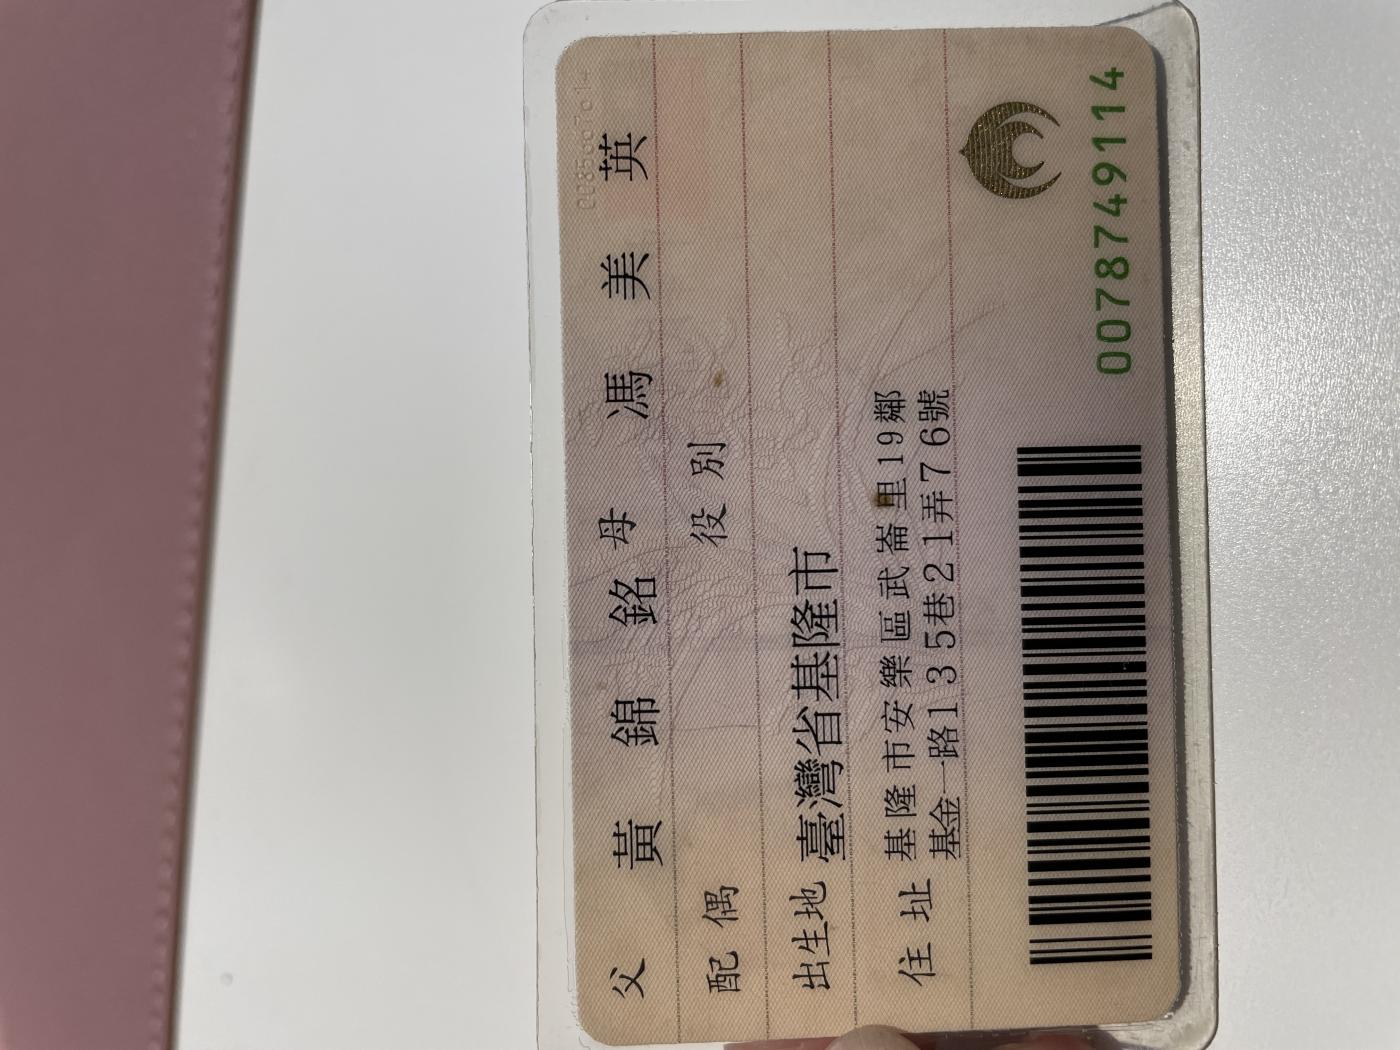 父 黃錦銘 母 馮美英
配偶 役別
出生地 臺灣省基隆市
住址 基隆市安樂區武崙里19鄰
基金一路135巷21弄76號
0078749114